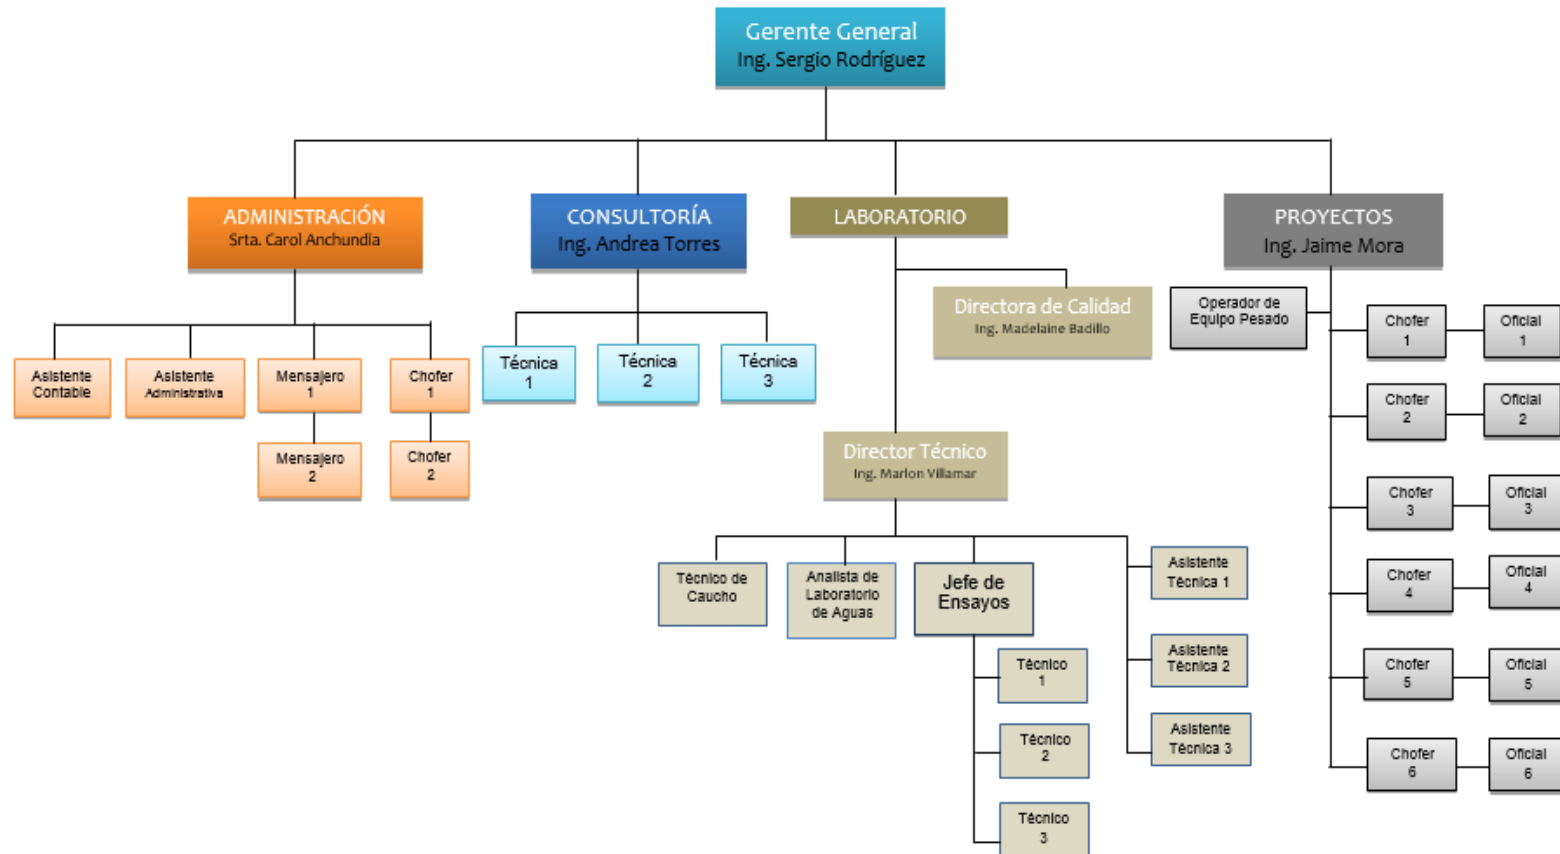 Gerente General
Ing. Sergio Rodríguez
ADMINISTRACIÓN
Srta. Carol Anchundia
CONSULTORÍA
Ing. Andrea Torres
LABORATORIO
PROYECTOS
Ing. Jaime Mora
Directora de Calidad
Ing. Madelaine Badillo
Operador de
Equipo Pesado
Chofer
1
Oficial
1
Asistente
Contable
Asistente
Administrativa
Mensajero
1
Chofer
1
Técnica
1
Técnica
2
Técnica
3
Chofer
2
Oficial
2
Mensajero
2
Chofer
2
Director Técnico
Ing. Marlon Villamar
Chofer
3
Oficial
3
Técnico de
Caucho
Analista de
Laboratorio
de Aguas
Jefe de
Ensayos
Asistente
Técnica 1
Chofer
4
Oficial
4
Técnico
1
Asistente
Técnica 2
Chofer
5
Oficial
5
Técnico
2
Asistente
Técnica 3
Chofer
6
Oficial
6
Técnico
3